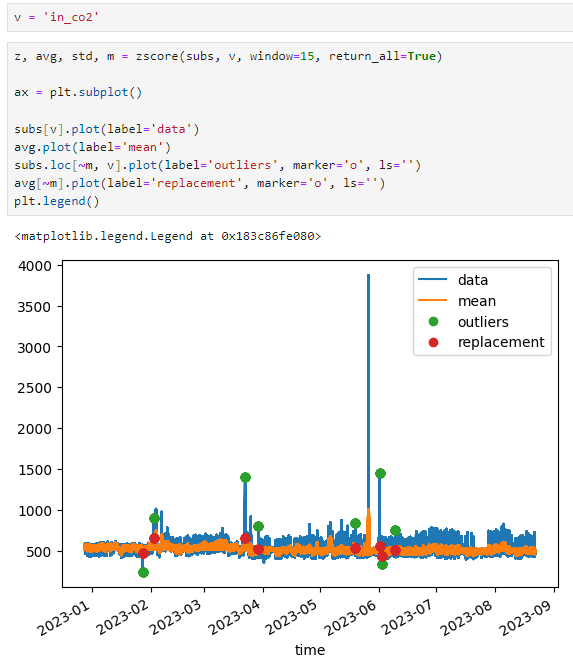 v = 'in_co2'
z, avg, std, m = zscore(subs, v, window=15, return_all=True)
ax = plt.subplot()
subs[v].plot(label='data')
avg.plot(label='mean')
subs.loc[~m, v].plot(label='outliers', marker='o', ls='')
avg[~m].plot(label='replacement', marker='o', ls='')
plt.legend()
<matplotlib.legend.Legend at 0x183c86fe080>
4000
3500
3000
2500
2000
1500
1000
500
data
mean
outliers
replacement
2023-01
2023-02
2023-03
2023-04
2023-05
2023-06
2023-07
2023-08
2023-09
time